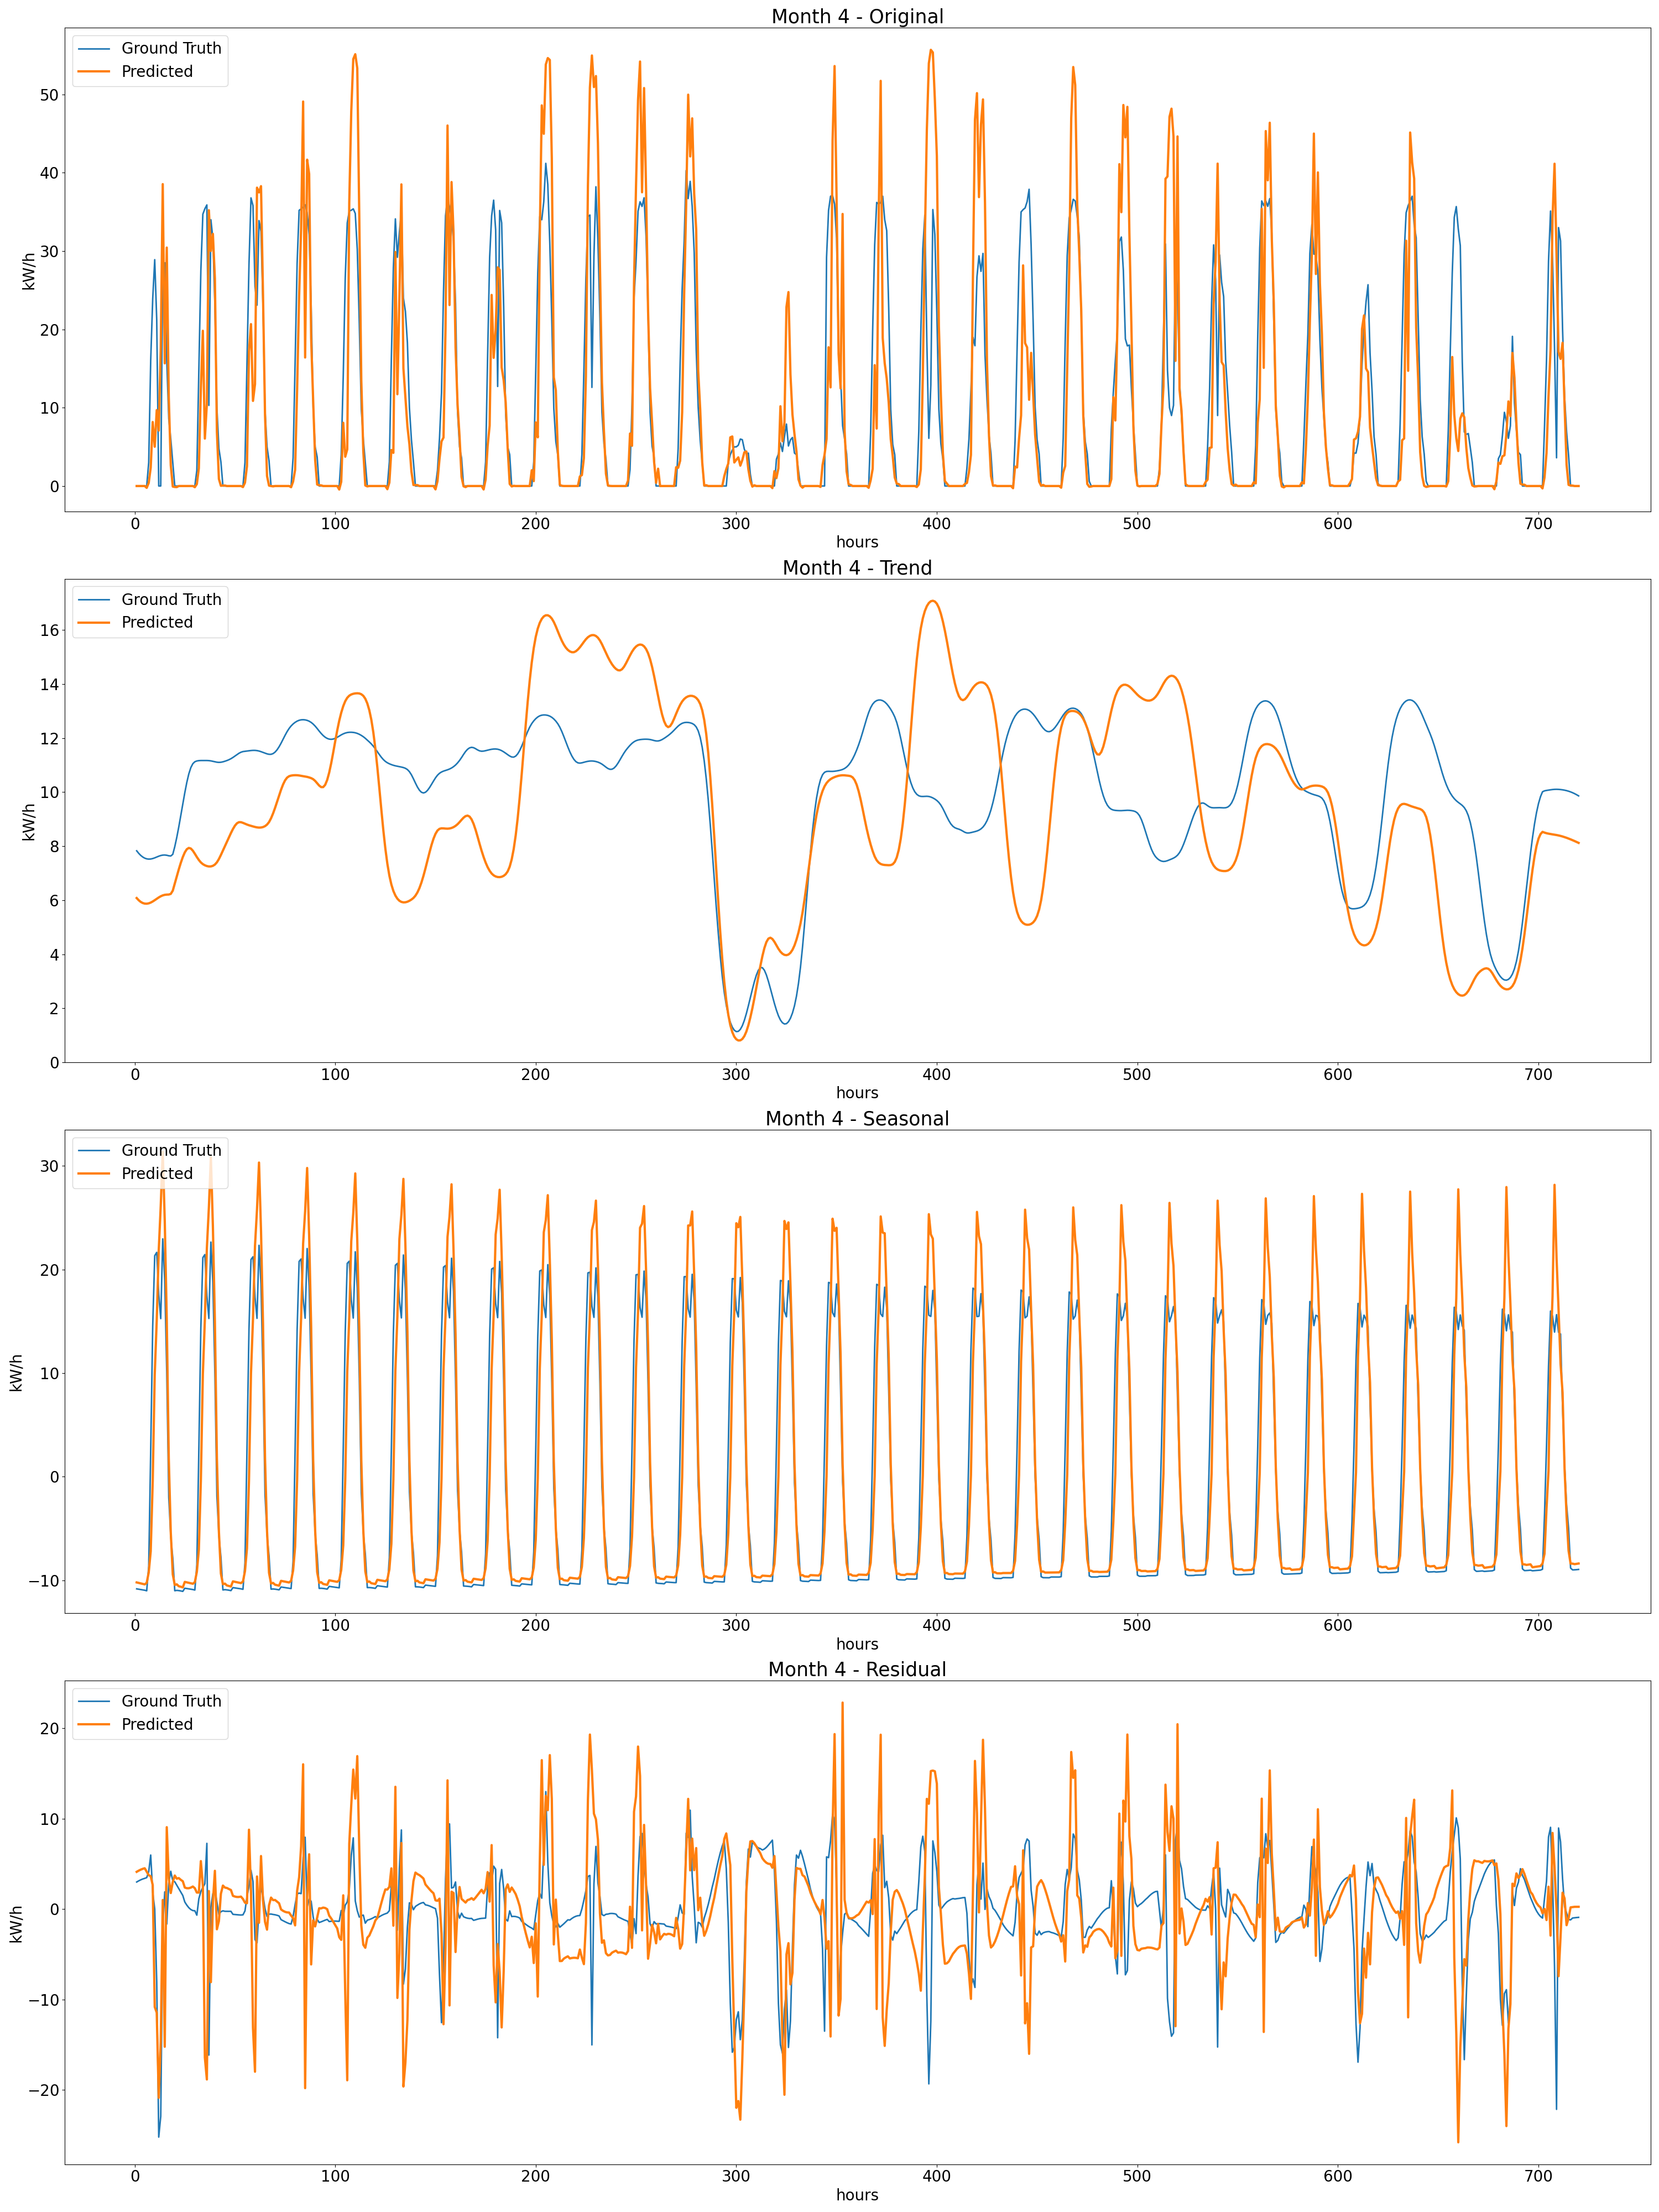 Month 4 - Original
Ground Truth
Predicted
50
40
30
20
10
0
kW/h
0 100 200 300 400 500 600 700
hours
Month 4 - Trend
Ground Truth
Predicted
16
14
12
10
8
6
4
2
0
kW/h
0 100 200 300 400 500 600 700
hours
Month 4 - Seasonal
Ground Truth
Predicted
30
20
10
0
−10
kW/h
0 100 200 300 400 500 600 700
hours
Month 4 - Residual
Ground Truth
Predicted
20
10
0
−10
−20
kW/h
0 100 200 300 400 500 600 700
hours